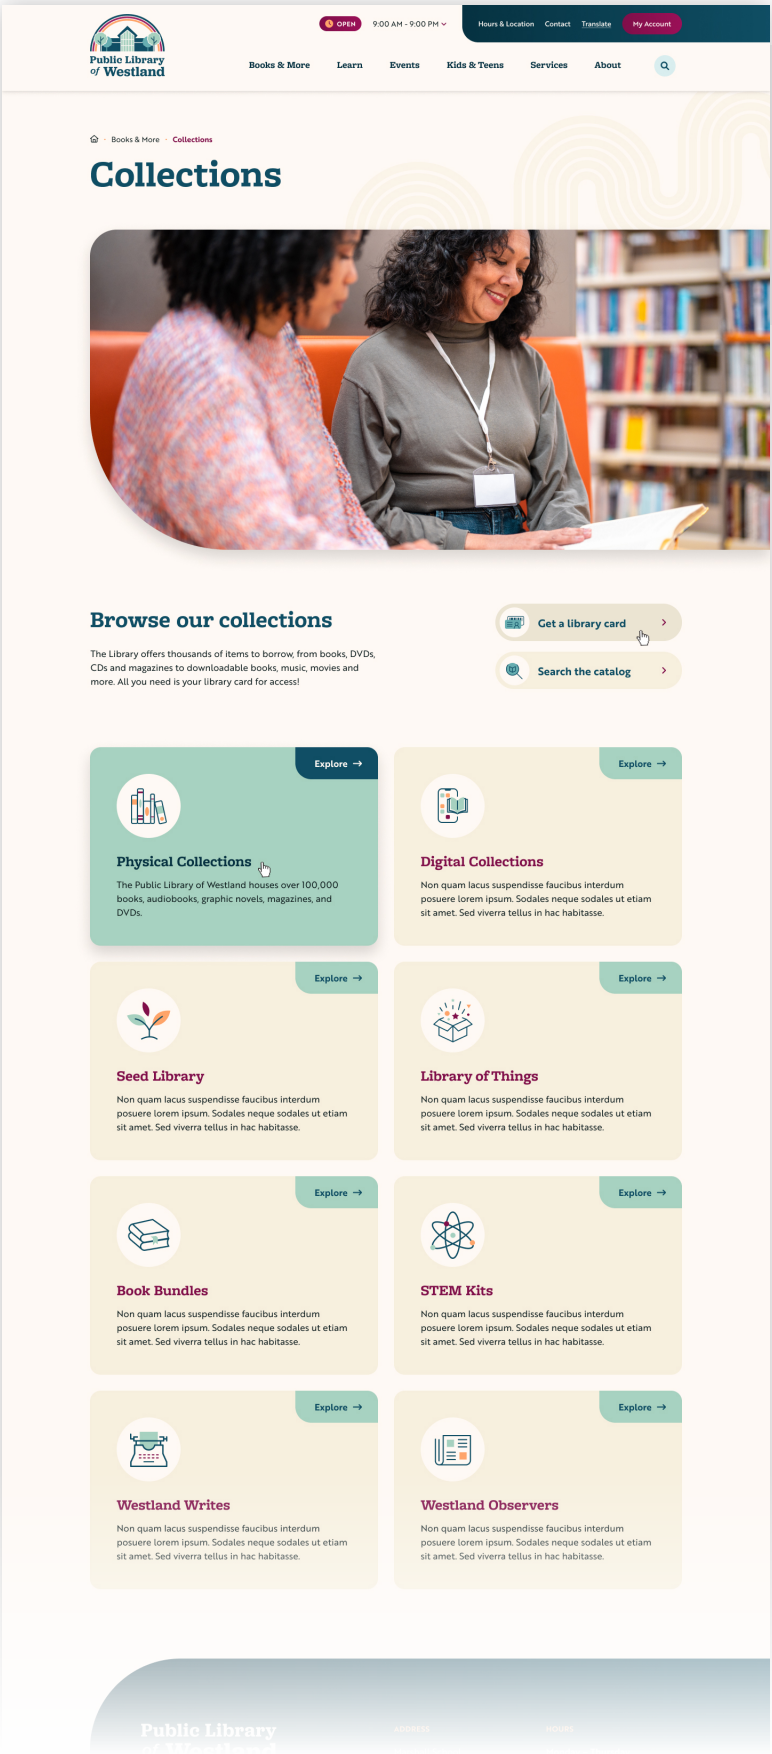 OPEN
9:00 AM - 9:00 PM
Hours & Location
Contact
Translate
My Account
Public Library
of Westland
Books & More
Learn
Events
Kids & Teens
Services
About
Books & More · Collections
Collections
Browse our collections
The Library offers thousands of items to borrow, from books, DVDs,
CDs and magazines to downloadable books, music, movies and
more. All you need is your library card for access!
Get a library card
Search the catalog
Explore
Physical Collections
The Public Library of Westland houses over 100,000
books, audiobooks, graphic novels, magazines, and
DVDs.
Explore
Digital Collections
Non quam lacus suspendisse faucibus interdum
posuere lorem ipsum. Sodales neque sodales ut etiam
sit amet. Sed viverra tellus in hac habitasse.
Explore
Seed Library
Non quam lacus suspendisse faucibus interdum
posuere lorem ipsum. Sodales neque sodales ut etiam
sit amet. Sed viverra tellus in hac habitasse.
Explore
Library of Things
Non quam lacus suspendisse faucibus interdum
posuere lorem ipsum. Sodales neque sodales ut etiam
sit amet. Sed viverra tellus in hac habitasse.
Explore
Book Bundles
Non quam lacus suspendisse faucibus interdum
posuere lorem ipsum. Sodales neque sodales ut etiam
sit amet. Sed viverra tellus in hac habitasse.
Explore
STEM Kits
Non quam lacus suspendisse faucibus interdum
posuere lorem ipsum. Sodales neque sodales ut etiam
sit amet. Sed viverra tellus in hac habitasse.
Explore
Westland Writes
Non quam lacus suspendisse faucibus interdum
posuere lorem ipsum. Sodales neque sodales ut etiam
sit amet. Sed viverra tellus in hac habitasse.
Explore
Westland Observers
Non quam lacus suspendisse faucibus interdum
posuere lorem ipsum. Sodales neque sodales ut etiam
sit amet. Sed viverra tellus in hac habitasse.
Public Library
of Westland
ADDRESS
HOURS